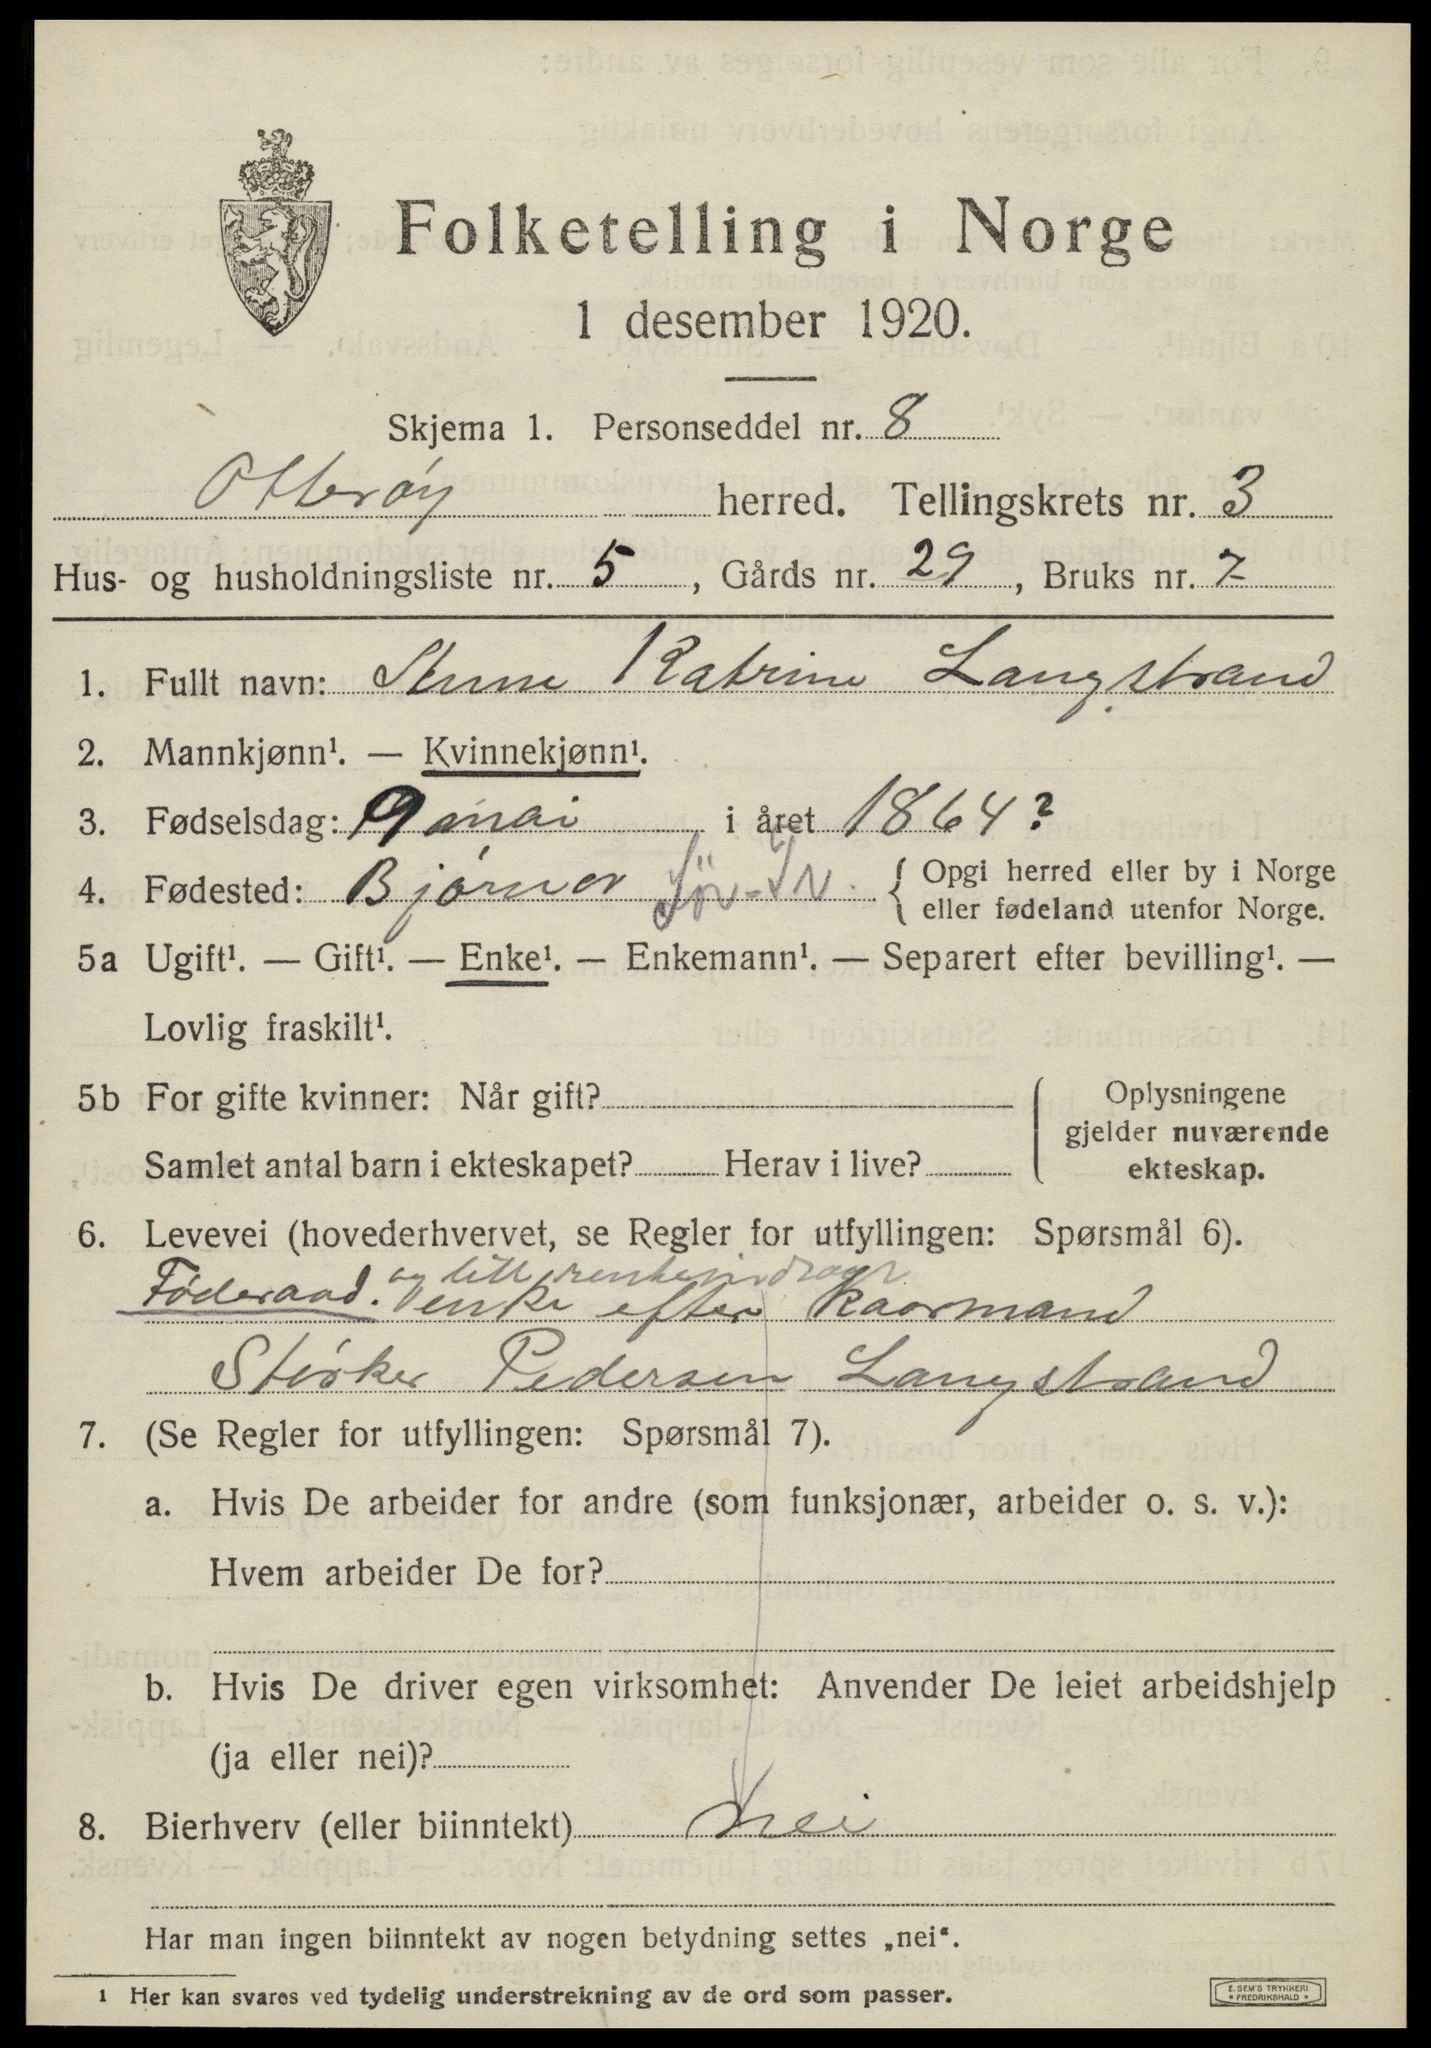 Folketelling i Norge
1 desember 1920.
Skjema 1. Personseddel nr. 8
Otterøy herred. Tellingskrets nr. 3
Hus- og husholdningsliste nr. 5, Gårds nr. 29, Bruks nr. 7
1. Fullt navn: Anne Katrine Langstrand
2. Mannkjønn¹. — Kvinnekjønn¹.
3. Fødselsdag: 9 mai i året 1864?
4. Fødested: Bjørnør Sör-Tr. { Opgi herred eller by i Norge
eller fødeland utenfor Norge.
5a Ugift¹. — Gift¹. — Enke¹. — Enkemann¹. — Separert efter bevilling¹. —
Lovlig fraskilt¹.
5b For gifte kvinner: Når gift?
Samlet antal barn i ekteskapet? Herav i live?
Oplysningene
gjelder nuværende
ekteskap.
6. Levevei (hovederhvervet, se Regler for utfyllingen: Spørsmål 6).
og litt renteindragt
Føderaad. enke efter kaarmand
Størker Pedersen Langstrand
7. (Se Regler for utfyllingen: Spørsmål 7).
a. Hvis De arbeider for andre (som funksjonær, arbeider o. s. v.):
Hvem arbeider De for?
b. Hvis De driver egen virksomhet: Anvender De leiet arbeidshjelp
(ja eller nei)?
8. Bierhverv (eller biinntekt) nei
Har man ingen biinntekt av nogen betydning settes „nei“.
¹ Her kan svares ved tydelig understrekning av de ord som passer.
E. SEM'S TRYKKERI
FREDRIKSHALD